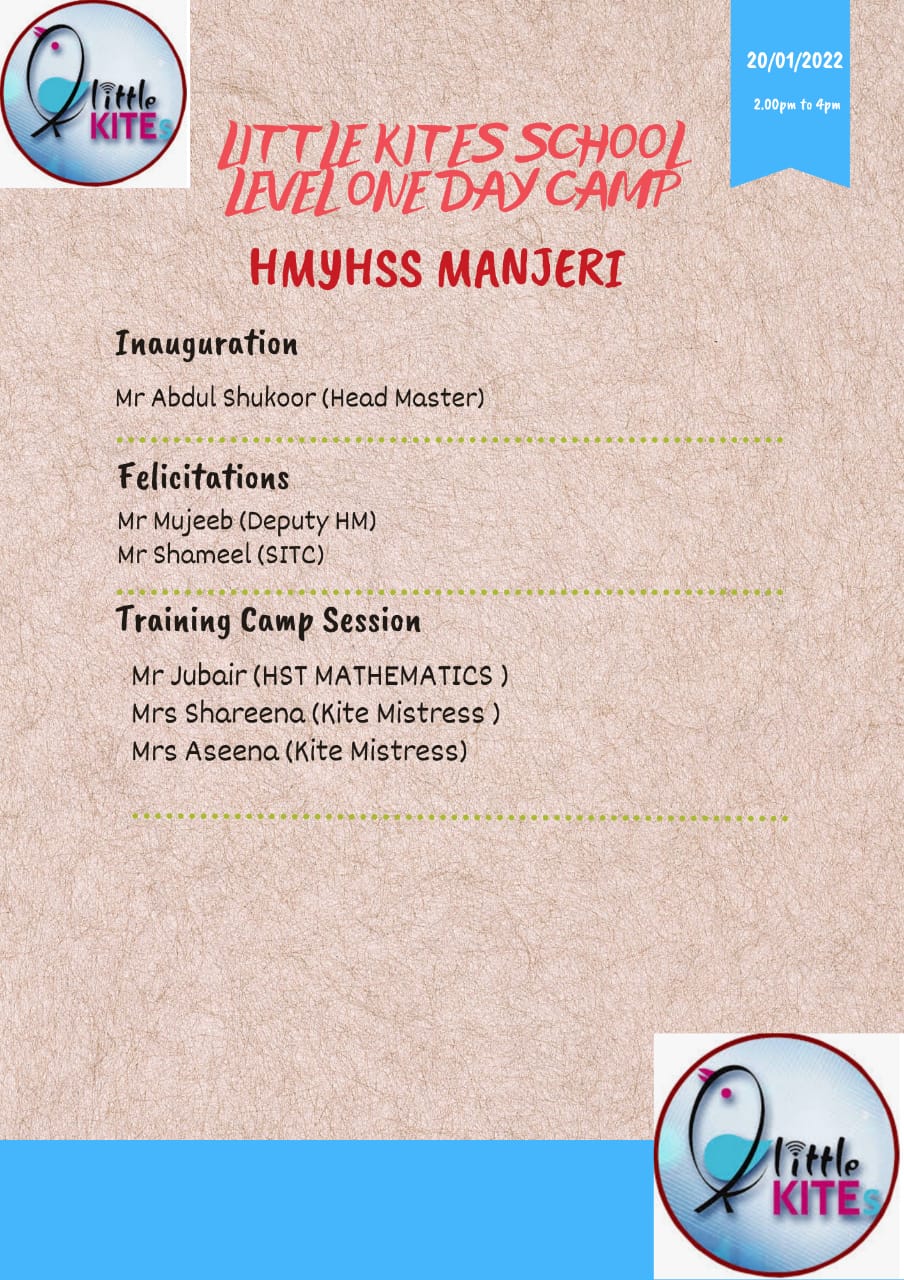 little
KITEs
20/01/2022
2.00pm to 4pm
LITTLE KITES SCHOOL
LEVEL ONE DAY CAMP
HMYHSS MANJERI
Inauguration
Mr Abdul Shukoor (Head Master)
Felicitations
Mr Mujeeb (Deputy HM)
Mr Shameel (SITC)
Training Camp Session
Mr Jubair (HST MATHEMATICS )
Mrs Shareena (Kite Mistress )
Mrs Aseena (Kite Mistress)
little
KITEs